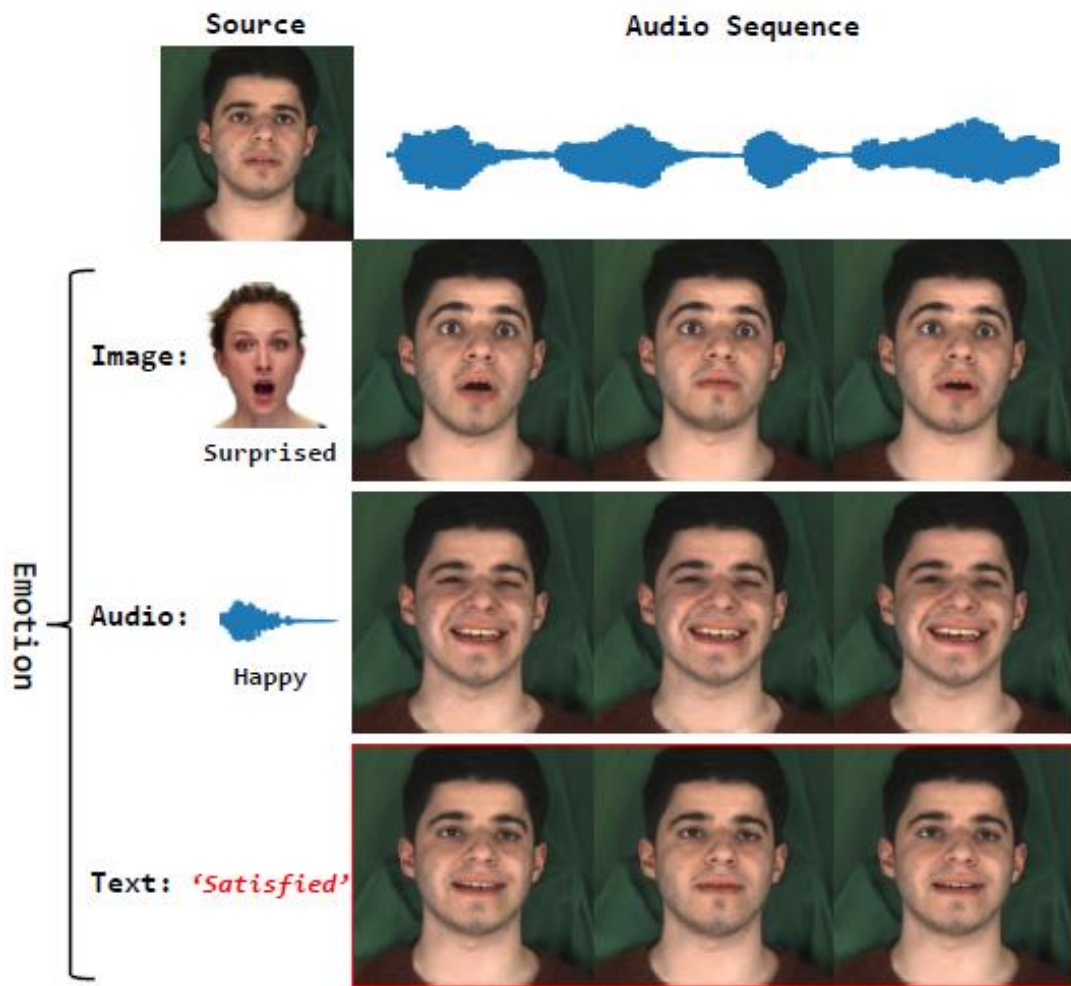 Source
Audio Sequence
Image:
Surprised
Emotion
Audio:
Happy
Text: ‘Satisfied’